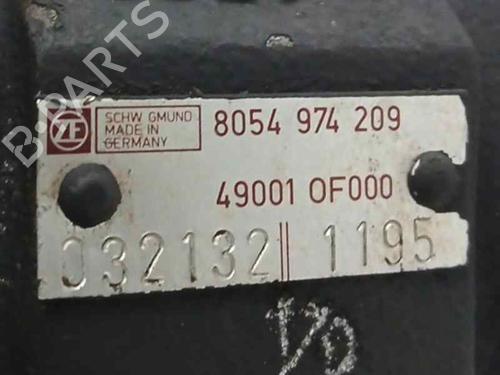 B-PARTS
ZF
SCHW GMUND
MADE IN
GERMANY
8054 974 209
49001 0F000
032132 1195